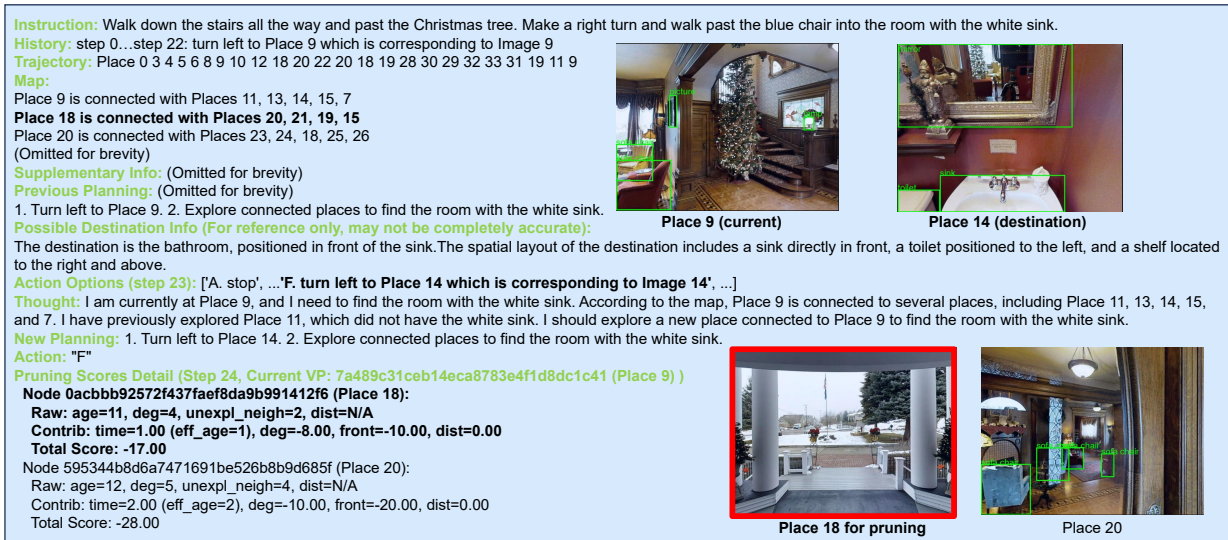 Instruction: Walk down the stairs all the way and past the Christmas tree. Make a right turn and walk past the blue chair into the room with the white sink.
History: step 0…step 22: turn left to Place 9 which is corresponding to Image 9
Trajectory: Place 0 3 4 5 6 8 9 10 12 18 20 22 20 18 19 28 30 29 32 33 31 19 11 9
Map:
Place 9 is connected with Places 11, 13, 14, 15, 7
Place 18 is connected with Places 20, 21, 19, 15
Place 20 is connected with Places 23, 24, 18, 25, 26
(Omitted for brevity)
Supplementary Info: (Omitted for brevity)
Previous Planning: (Omitted for brevity)
1. Turn left to Place 9. 2. Explore connected places to find the room with the white sink.
picture
mirror
toilet
sink
Place 9 (current)
Place 14 (destination)
Possible Destination Info (For reference only, may not be completely accurate):
The destination is the bathroom, positioned in front of the sink.The spatial layout of the destination includes a sink directly in front, a toilet positioned to the left, and a shelf located
to the right and above.
Action Options (step 23): ['A. stop', ...'F. turn left to Place 14 which is corresponding to Image 14', ...]
Thought: I am currently at Place 9, and I need to find the room with the white sink. According to the map, Place 9 is connected to several places, including Place 11, 13, 14, 15,
and 7. I have previously explored Place 11, which did not have the white sink. I should explore a new place connected to Place 9 to find the room with the white sink.
New Planning: 1. Turn left to Place 14. 2. Explore connected places to find the room with the white sink.
Action: "F"
Pruning Scores Detail (Step 24, Current VP: 7a489c31ceb14eca8783e4f1d8dc1c41 (Place 9) )
Node 0acbbb92572f437faef8da9b991412f6 (Place 18):
Raw: age=11, deg=4, unexpl_neigh=2, dist=N/A
Contrib: time=1.00 (eff_age=1), deg=-8.00, front=-10.00, dist=0.00
Total Score: -17.00
Node 595344b8d6a7471691be526b8b9d685f (Place 20):
Raw: age=12, deg=5, unexpl_neigh=4, dist=N/A
Contrib: time=2.00 (eff_age=2), deg=-10.00, front=-20.00, dist=0.00
Total Score: -28.00
sofa chair
Place 18 for pruning
Place 20